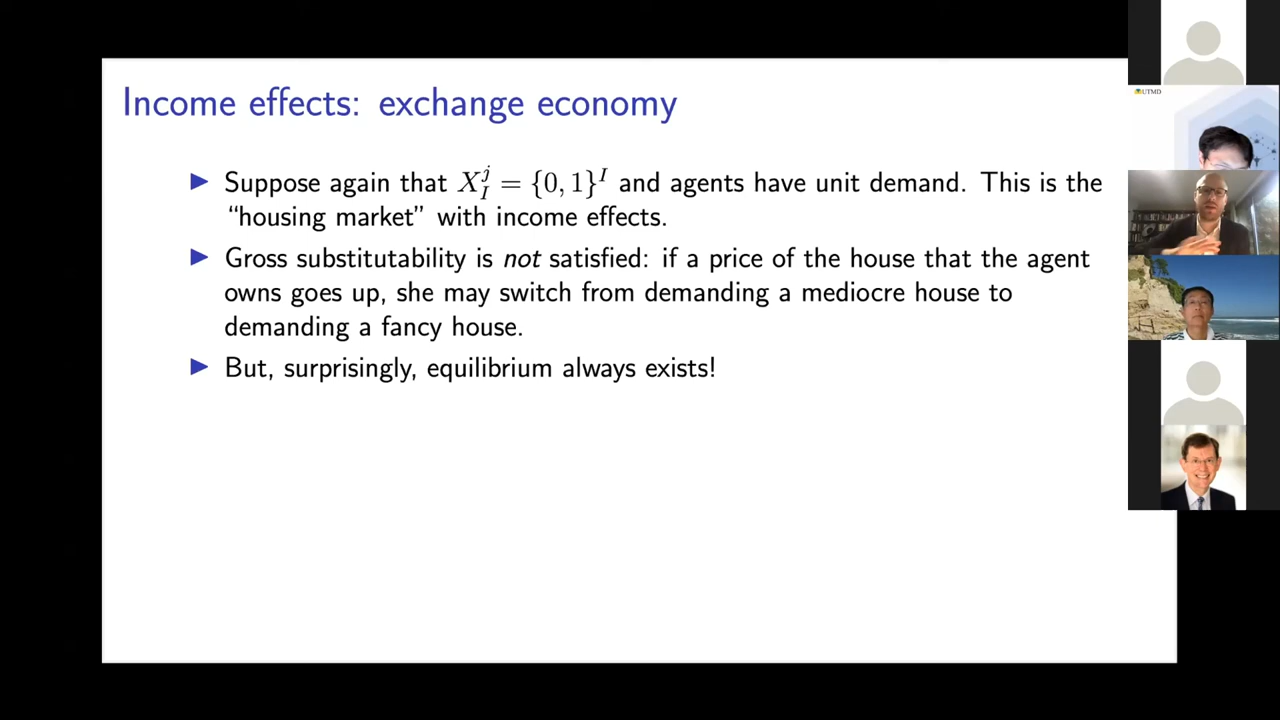 Income effects: exchange economy
▶ Suppose again that $X_I^j = \{0, 1\}^I$ and agents have unit demand. This is the
“housing market” with income effects.
▶ Gross substitutability is not satisfied: if a price of the house that the agent
owns goes up, she may switch from demanding a mediocre house to
demanding a fancy house.
▶ But, surprisingly, equilibrium always exists!
UTMD